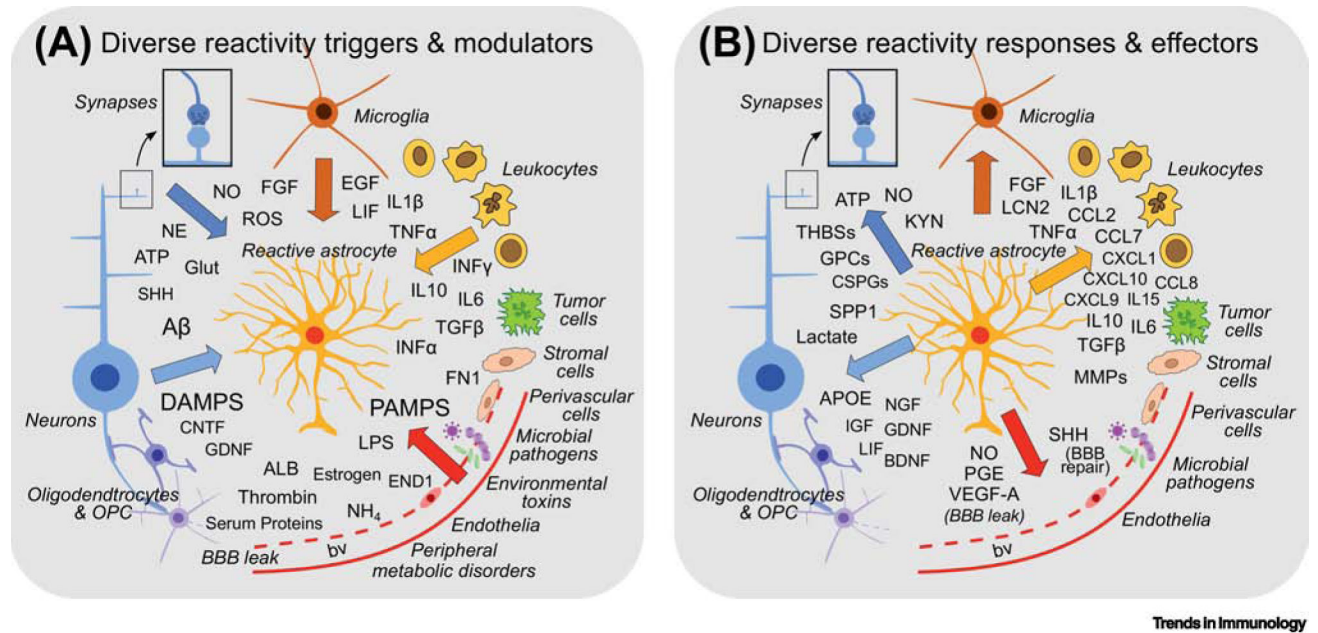 (A) Diverse reactivity triggers & modulators
Synapses
Microglia
Leukocytes
NO
FGF
EGF
IL1β
ROS
LIF
NE
TNFα
Reactive astrocyte
ATP
Glut
INFγ
SHH
IL10
IL6
Tumor
cells
Aβ
TGFβ
INFα
Stromal
cells
FN1
DAMPS
PAMPS
Perivascular
cells
Neurons
CNTF
GDNF
LPS
Microbial
pathogens
ALB
Estrogen
END1
Environmental
toxins
Oligodendtrocytes
& OPC
Thrombin
NH4
Serum Proteins
Endothelia
BBB leak
bv
Peripheral
metabolic disorders
(B) Diverse reactivity responses & effectors
Synapses
Microglia
Leukocytes
ATP
NO
FGF
IL1β
LCN2
KYN
CCL2
THBSs
TNFα
CCL7
Reactive astrocyte
GPCs
CXCL1
CSPGs
CXCL10
CCL8
CXCL9
IL15
SPP1
IL10
IL6
Tumor
cells
Lactate
TGFβ
MMPs
Stromal
cells
APOE
NGF
Perivascular
cells
Neurons
IGF
GDNF
SHH
(BBB
repair)
LIF
BDNF
NO
PGE
VEGF-A
(BBB leak)
Microbial
pathogens
Oligodendtrocytes
& OPC
Endothelia
bv
Trends in Immunology